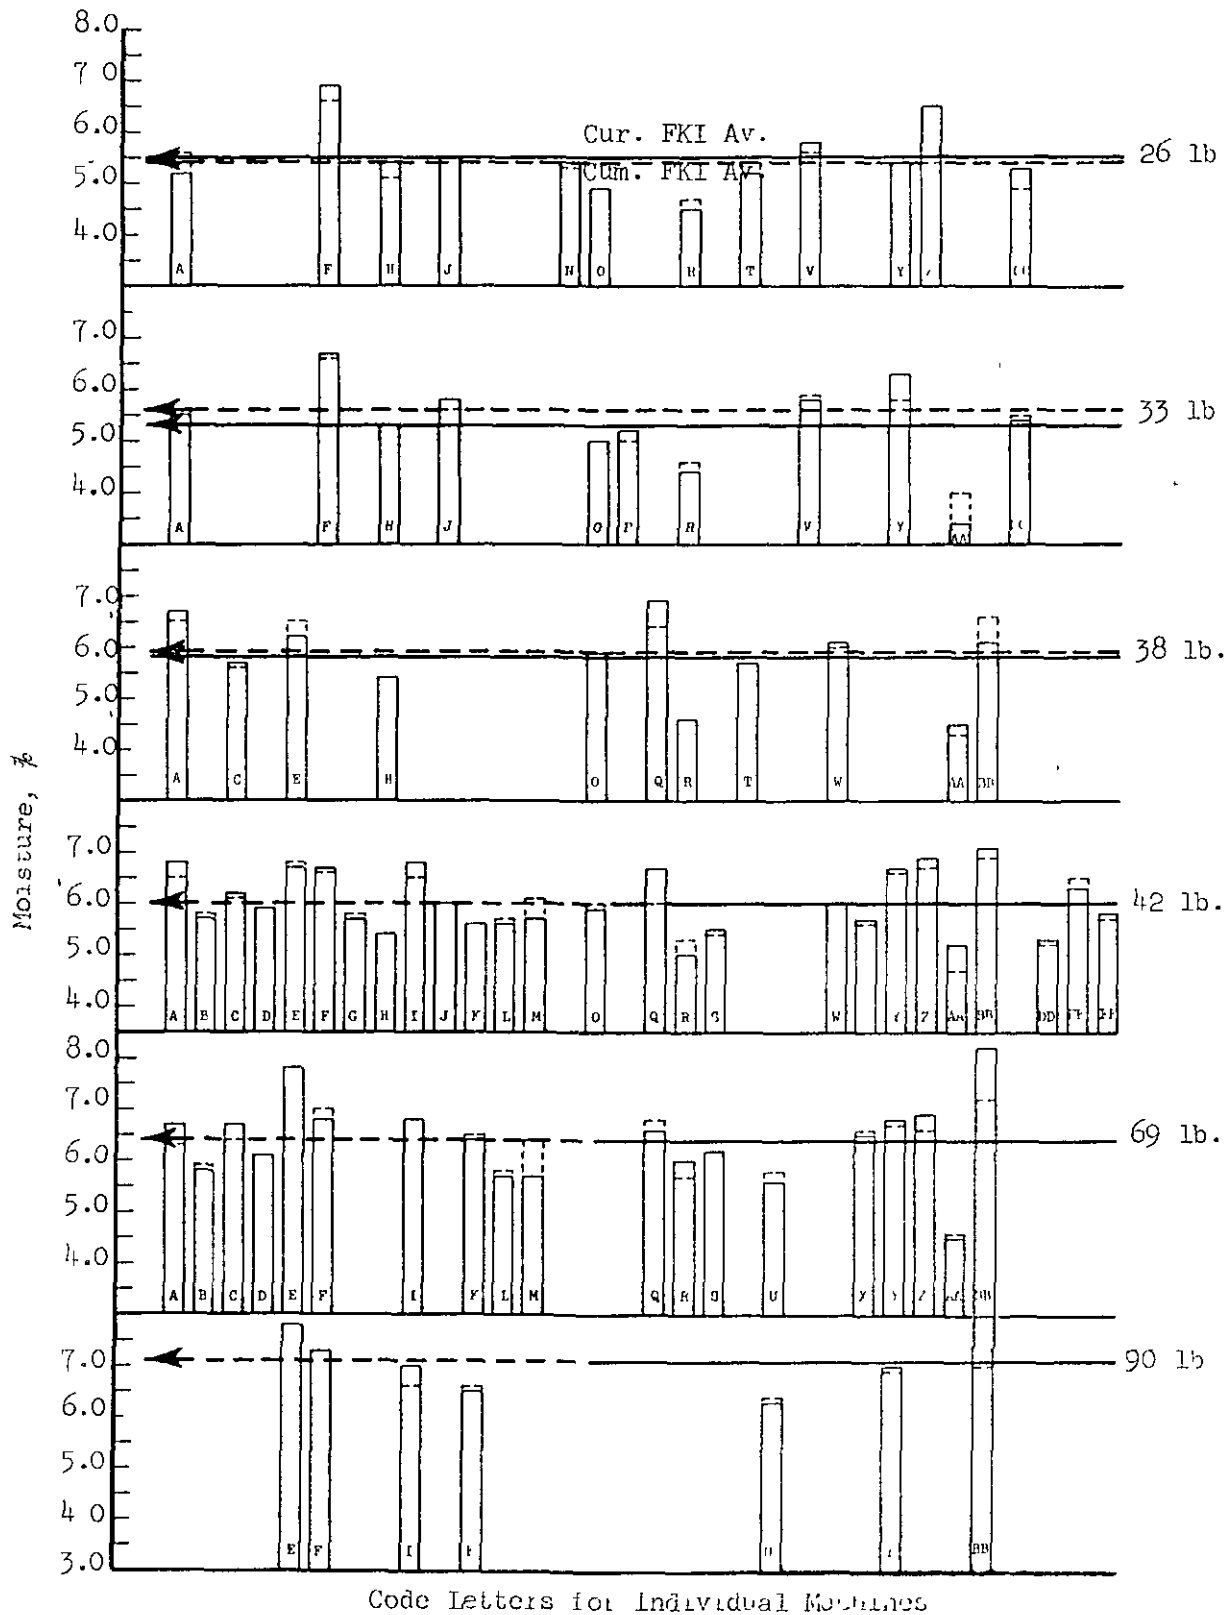 8.0
7 0
6.0
5.0
4.0
Cur. FKI Av.
Cum. FKI Av
26 lb
A F H J N O R T V Y
7.0
6.0
5.0
4.0
33 lb
A F H J O P R V Y AA
7.0
6.0
5.0
4.0
38 lb.
A C E H O Q R T W AA BB
Moisture, %
7.0
6.0
5.0
4.0
42 lb.
A B C D E F G H I J K L M O Q R S W Z AA BB DD
8.0
7.0
6.0
5.0
4.0
69 lb.
A B C D E F I K L M Q R S U X Y Z BB
7.0
6.0
5.0
4 0
3.0
90 lb
E F I U BB
Code Letters for Individual Machines